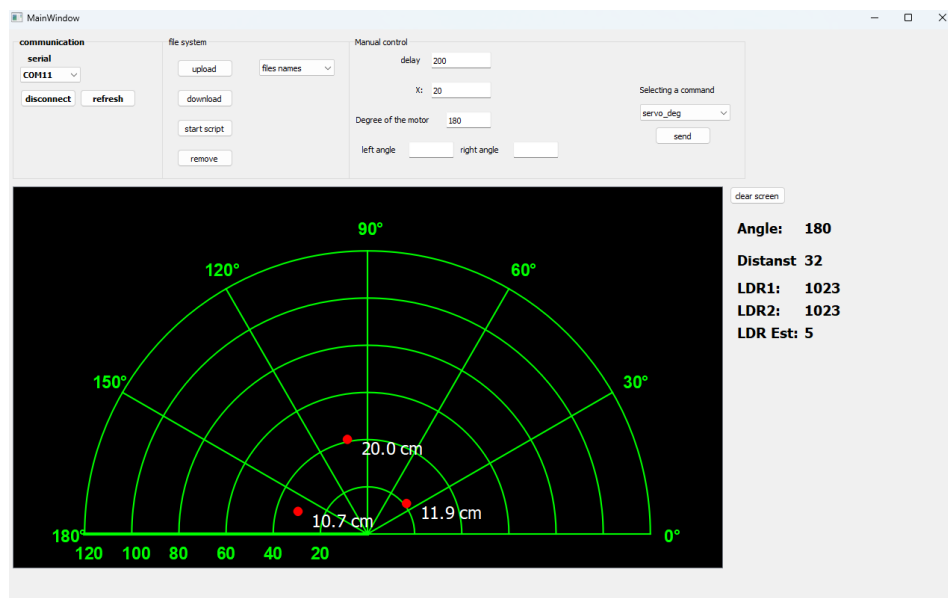 MainWindow
communication
serial
COM11
disconnect refresh
file system
upload files names
download
start script
remove
Manual control
delay 200
X: 20
Degree of the motor 180
left angle right angle
Selecting a command
servo_deg
send
clear screen
Angle: 180
Distanst 32
LDR1: 1023
LDR2: 1023
LDR Est: 5
90°
120° 60°
150° 30°
20.0 cm
10.7 cm 11.9 cm
180° 0°
120 100 80 60 40 20